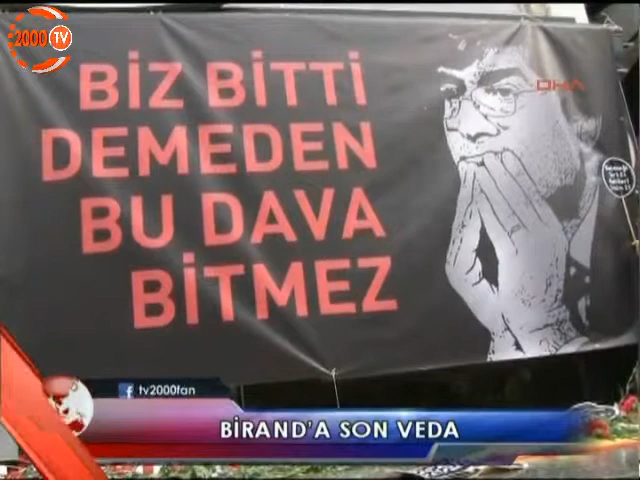 2000 TV
BİZ BİTTİ
DEMEDEN
BU DAVA
BİTMEZ
DHA
tv2000fan
BİRAND'A SON VEDA